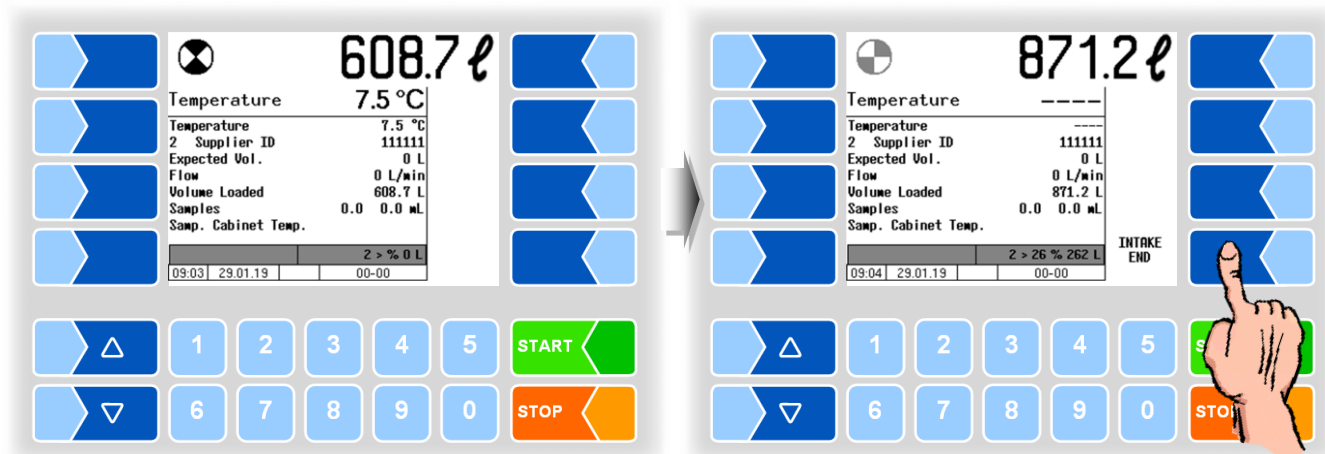 608.7 ℓ
Temperature 7.5 °C
Temperature 7.5 °C
2 Supplier ID 111111
Expected Vol. 0 L
Flow 0 L/min
Volume Loaded 608.7 L
Samples 0.0 0.0 mL
Samp. Cabinet Temp.
2 > % 0 L
09:03 29.01.19 00-00
1 2 3 4 5 START
6 7 8 9 0 STOP
871.2 ℓ
Temperature ----
Temperature ----
2 Supplier ID 111111
Expected Vol. 0 L
Flow 0 L/min
Volume Loaded 871.2 L
Samples 0.0 0.0 mL
Samp. Cabinet Temp.
2 > 26 % 262 L
INTAKE
END
09:04 29.01.19 00-00
1 2 3 4 5
6 7 8 9 0